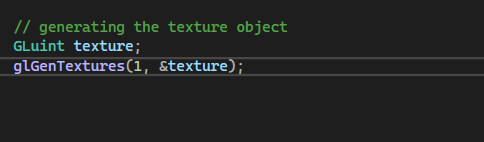 // generating the texture object
GLuint texture;
glGenTextures(1, &texture);